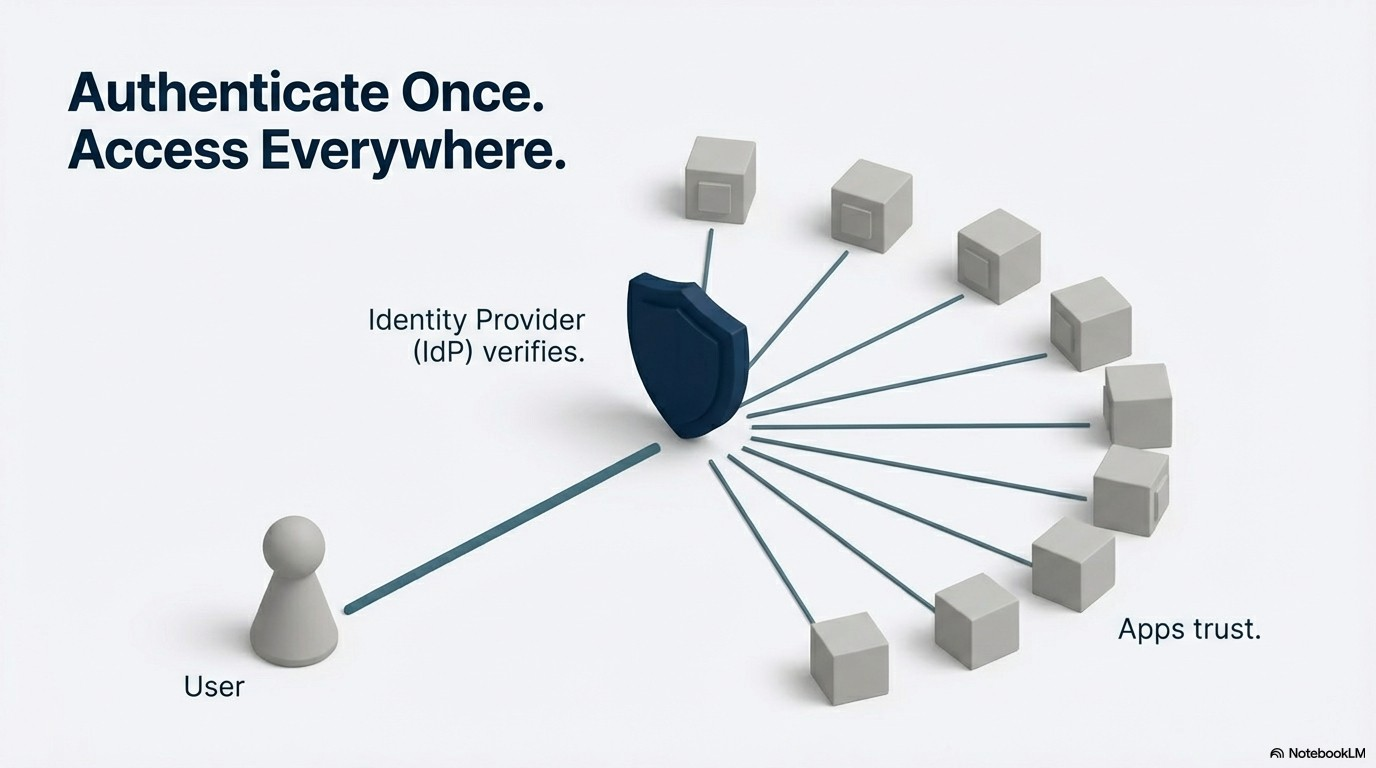 Authenticate Once.
Access Everywhere.
Identity Provider
(IdP) verifies.
Apps trust.
User
NotebookLM